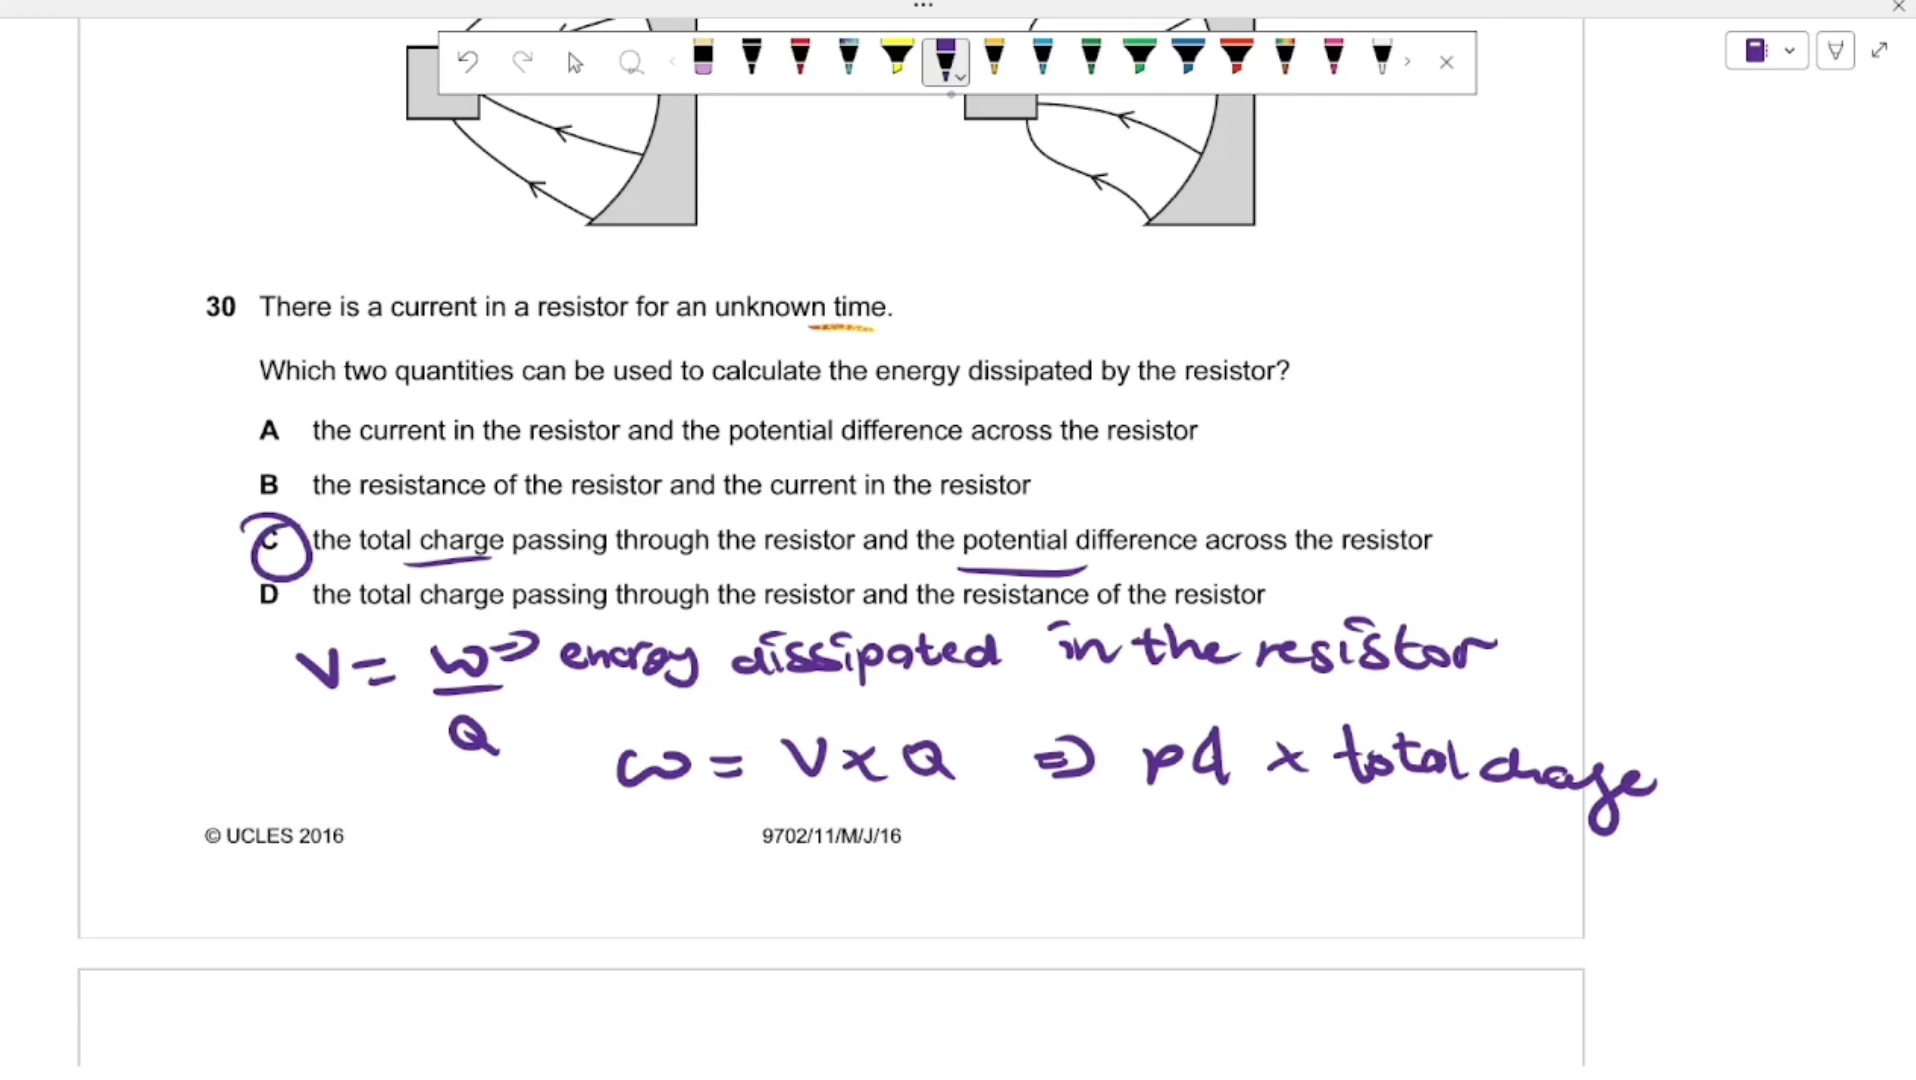 30 There is a current in a resistor for an unknown time.
Which two quantities can be used to calculate the energy dissipated by the resistor?
A the current in the resistor and the potential difference across the resistor
B the resistance of the resistor and the current in the resistor
C the total charge passing through the resistor and the potential difference across the resistor
D the total charge passing through the resistor and the resistance of the resistor
V = W ⇒ energy dissipated in the resistor
Q
W = V × Q ⇒ pd × total charge
© UCLES 2016 9702/11/M/J/16